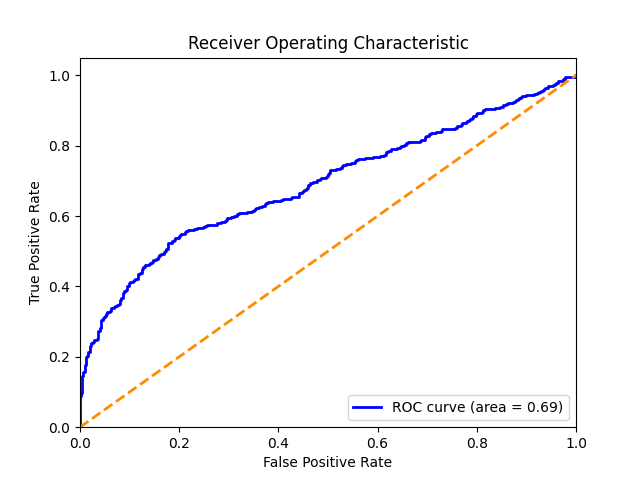 Receiver Operating Characteristic
True Positive Rate
1.0
0.8
0.6
0.4
0.2
0.0
ROC curve (area = 0.69)
0.0 0.2 0.4 0.6 0.8 1.0
False Positive Rate